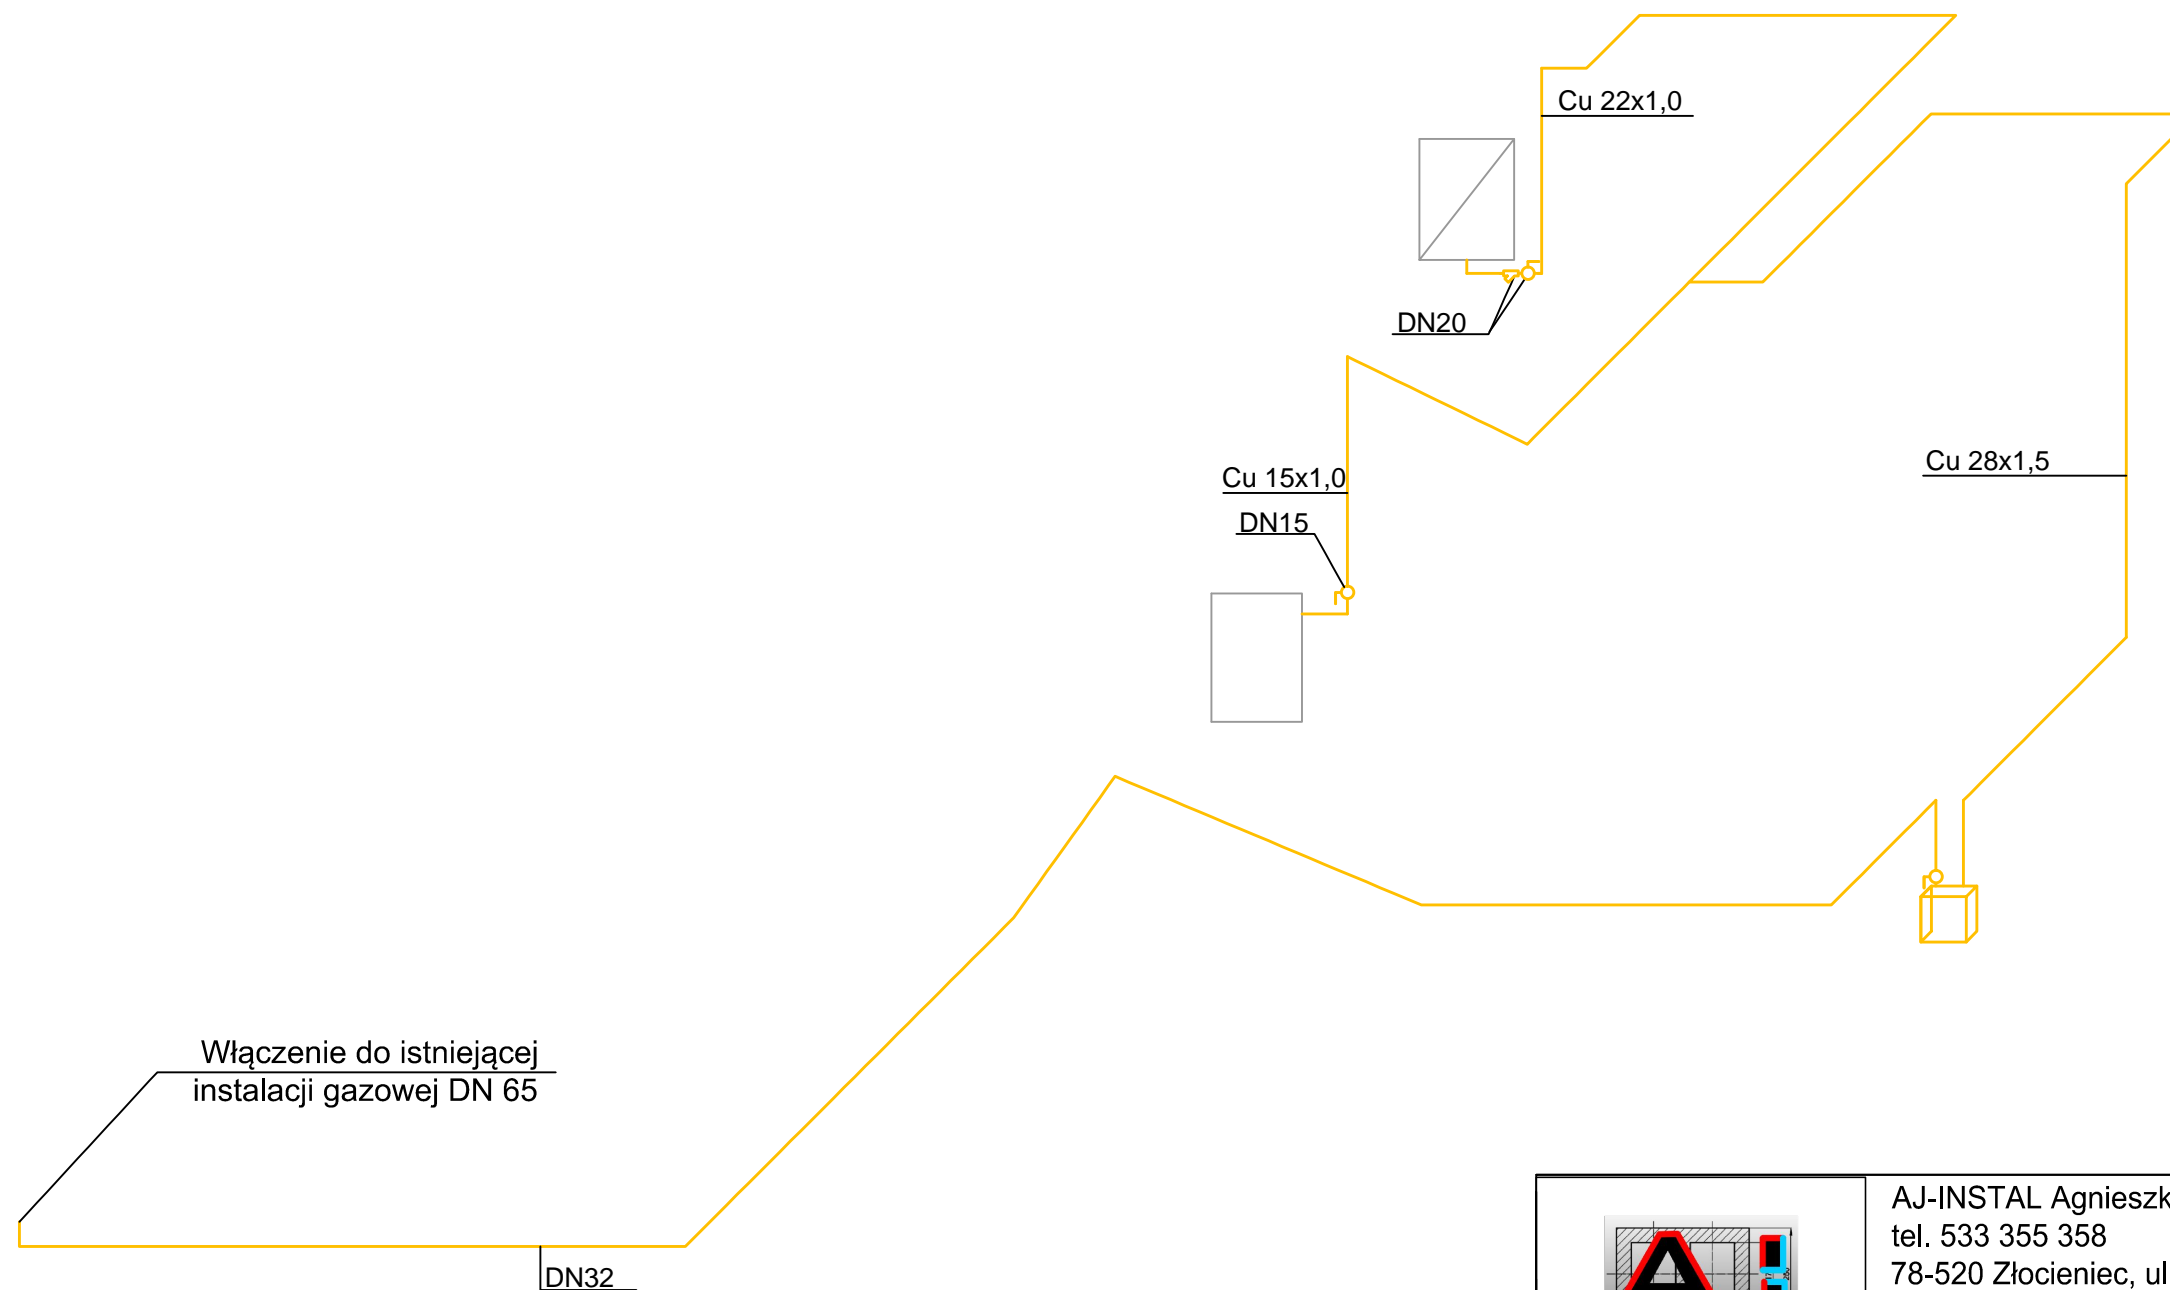 Cu 22x1,0
DN20
Cu 15x1,0
Cu 28x1,5
DN15
Włączenie do istniejącej
instalacji gazowej DN 65
DN32
AJ-INSTAL Agnieszk
tel. 533 355 358
78-520 Złocieniec, ul